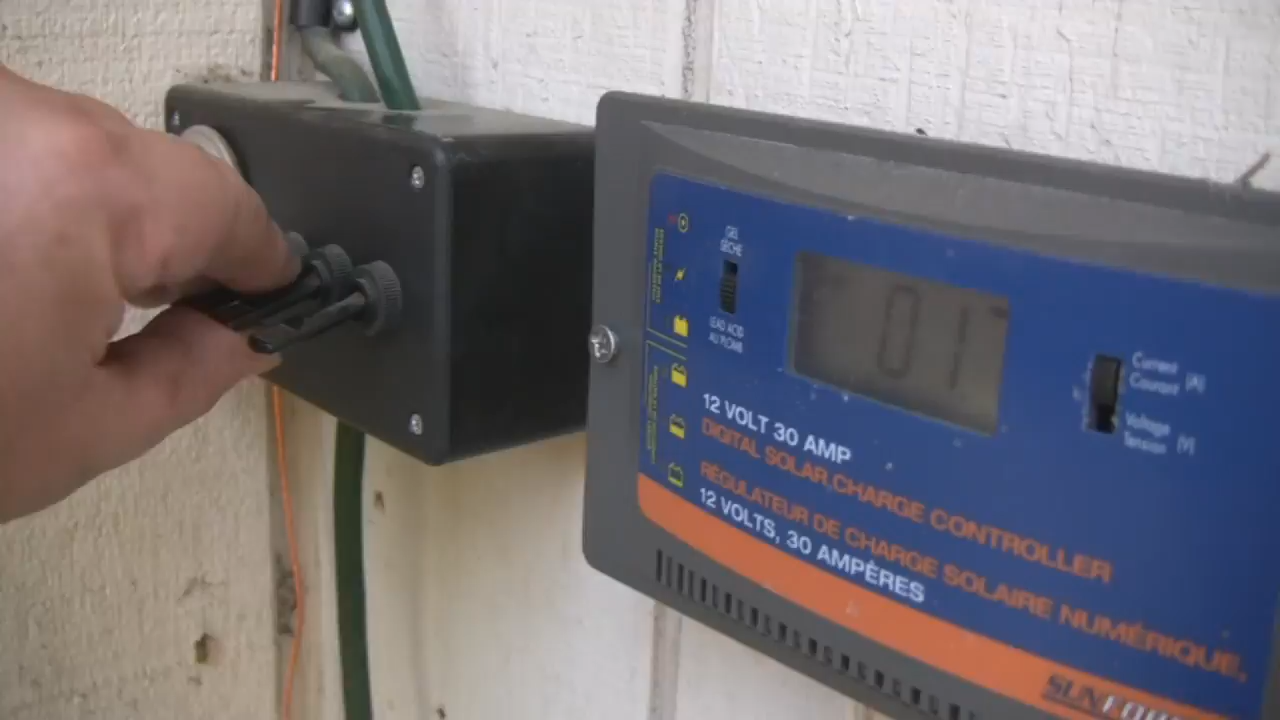 GEL
SÈCHE
LEAD ACID
AU PLOMB
01
Current [A]
Courant
Voltage [V]
Tension
12 VOLT 30 AMP
DIGITAL SOLAR CHARGE CONTROLLER
RÉGULATEUR DE CHARGE SOLAIRE NUMÉRIQUE,
12 VOLTS, 30 AMPÈRES